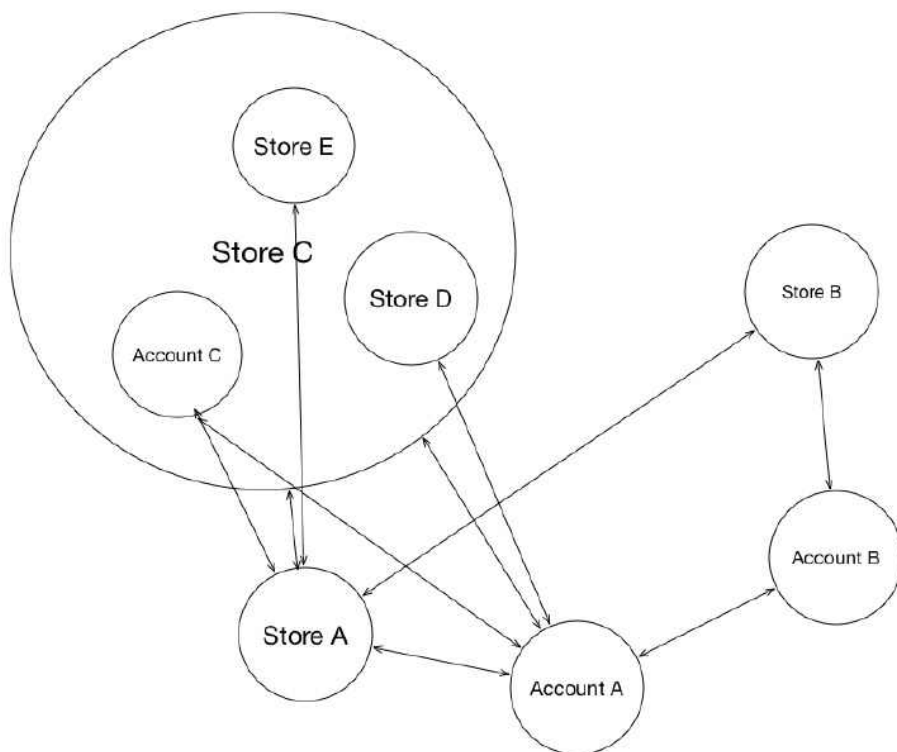 Store E
Store C
Store D
Store B
Account C
Account B
Store A
Account A